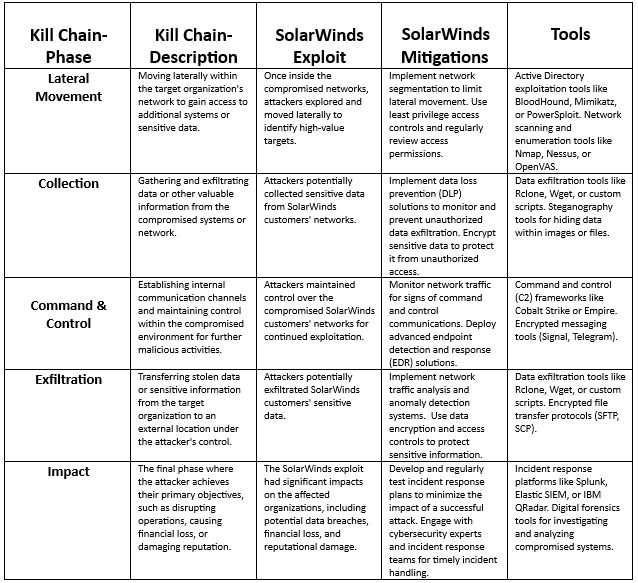 Kill Chain-
Phase
Kill Chain-
Description
SolarWinds
Exploit
SolarWinds
Mitigations
Tools
Lateral
Movement
Moving laterally within
the target organization's
network to gain access to
additional systems or
sensitive data.
Once inside the
compromised networks,
attackers explored and
moved laterally to
identify high-value
targets.
Implement network
segmentation to limit
lateral movement. Use
least privilege access
controls and regularly
review access
permissions.
Active Directory
exploitation tools like
BloodHound, Mimikatz,
or PowerSploit. Network
scanning and
enumeration tools like
Nmap, Nessus, or
OpenVAS.
Collection
Gathering and exfiltrating
data or other valuable
information from the
compromised systems or
network.
Attackers potentially
collected sensitive data
from SolarWinds
customers' networks.
Implement data loss
prevention (DLP)
solutions to monitor and
prevent unauthorized
data exfiltration. Encrypt
sensitive data to protect
it from unauthorized
access.
Data exfiltration tools like
Rclone, Wget, or custom
scripts. Steganography
tools for hiding data
within images or files.
Command &
Control
Establishing internal
communication channels
and maintaining control
within the compromised
environment for further
malicious activities.
Attackers maintained
control over the
compromised SolarWinds
customers' networks for
continued exploitation.
Monitor network traffic
for signs of command
and control
communications. Deploy
advanced endpoint
detection and response
(EDR) solutions.
Command and control
(C2) frameworks like
Cobalt Strike or Empire.
Encrypted messaging
tools (Signal, Telegram).
Exfiltration
Transferring stolen data
or sensitive information
from the target
organization to an
external location under
the attacker's control.
Attackers potentially
exfiltrated SolarWinds
customers' sensitive
data.
Implement network
traffic analysis and
anomaly detection
systems. Use data
encryption and access
controls to protect
sensitive information.
Data exfiltration tools like
Rclone, Wget, or custom
scripts. Encrypted file
transfer protocols (SFTP,
SCP).
Impact
The final phase where
the attacker achieves
their primary objectives,
such as disrupting
operations, causing
financial loss, or
damaging reputation.
The SolarWinds exploit
had significant impacts
on the affected
organizations, including
potential data breaches,
financial loss, and
reputational damage.
Develop and regularly
test incident response
plans to minimize the
impact of a successful
attack. Engage with
cybersecurity experts
and incident response
teams for timely incident
handling.
Incident response
platforms like Splunk,
Elastic SIEM, or IBM
QRadar. Digital forensics
tools for investigating
and analyzing
compromised systems.